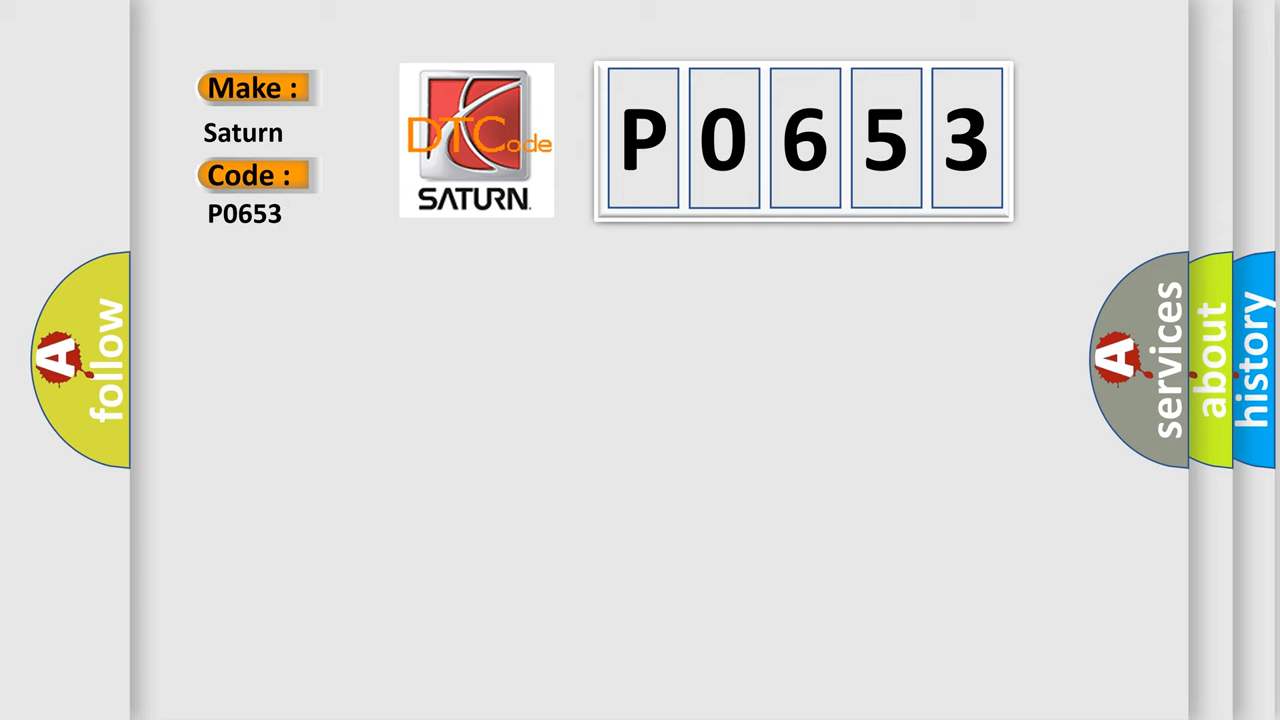 Make :
Saturn
Code :
P0653
DTCode
SATURN
P 0 6 5 3
A follow
A services
about
history